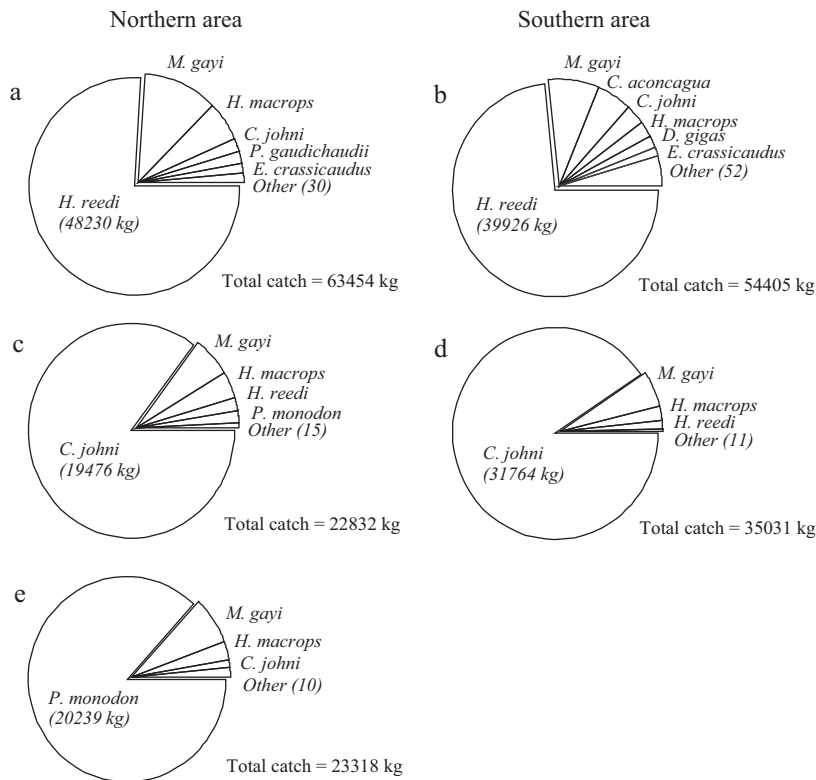 Northern area
Southern area
a
M. gayi
H. macrops
C. johni
P. gaudichaudii
E. crassicaudus
Other (30)
H. reedi
(48230 kg)
Total catch = 63454 kg
b
M. gayi
C. aconcagua
C. johni
H. macrops
D. gigas
E. crassicaudus
Other (52)
H. reedi
(39926 kg)
Total catch = 54405 kg
c
M. gayi
H. macrops
H. reedi
P. monodon
Other (15)
C. johni
(19476 kg)
Total catch = 22832 kg
d
M. gayi
H. macrops
H. reedi
Other (11)
C. johni
(31764 kg)
Total catch = 35031 kg
e
M. gayi
H. macrops
C. johni
Other (10)
P. monodon
(20239 kg)
Total catch = 23318 kg